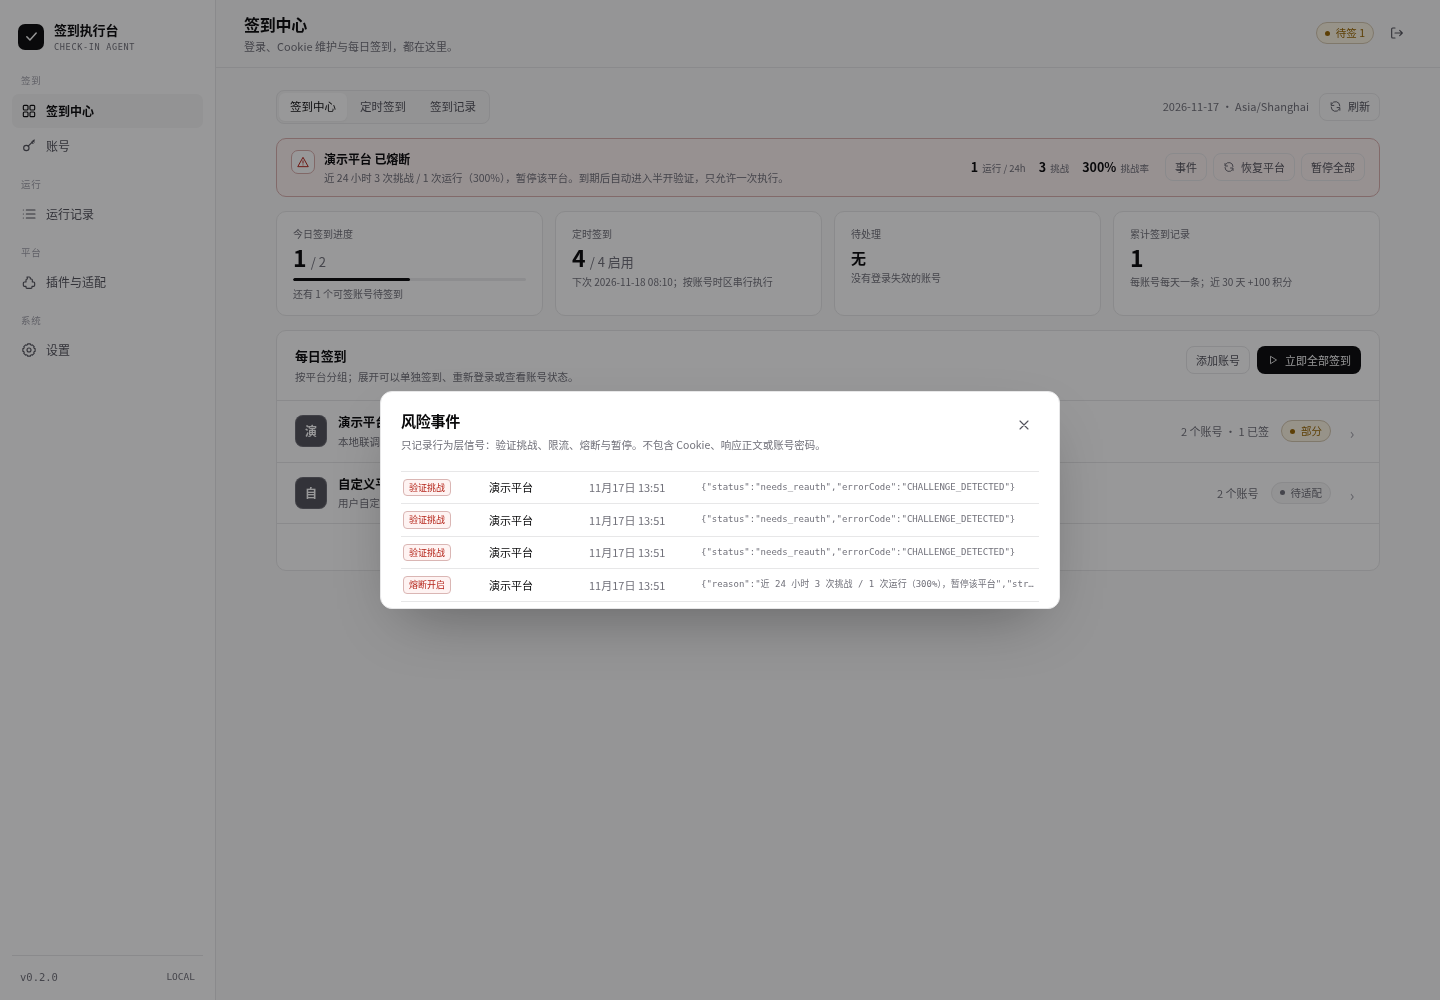 签到执行台
CHECK-IN AGENT
签到
签到中心
账号
运行
运行记录
平台
插件与适配
系统
设置
v0.2.0
LOCAL
签到中心
登录、Cookie 维护与每日签到，都在这里。
待签 1
签到中心
定时签到
签到记录
2026-11-17 · Asia/Shanghai
刷新
演示平台 已熔断
近 24 小时 3 次挑战 / 1 次运行（300%），暂停该平台。到期后自动进入半开验证，只允许一次执行。
1 运行 / 24h
3 挑战
300% 挑战率
事件
恢复平台
暂停全部
今日签到进度
1 / 2
还有 1 个可签账号待签到
定时签到
4 / 4 启用
下次 2026-11-18 08:10；按账号时区串行执行
待处理
无
没有登录失效的账号
累计签到记录
1
每账号每天一条；近 30 天 +100 积分
每日签到
按平台分组；展开可以单独签到、重新登录或查看账号状态。
添加账号
立即全部签到
演
演示平台
本地联调
2 个账号 · 1 已签
部分
自
自定义
用户自定
2 个账号
待适配
风险事件
只记录行为层信号：验证挑战、限流、熔断与暂停。不包含 Cookie、响应正文或账号密码。
验证挑战 演示平台 11月17日 13:51 {"status":"needs_reauth","errorCode":"CHALLENGE_DETECTED"}
验证挑战 演示平台 11月17日 13:51 {"status":"needs_reauth","errorCode":"CHALLENGE_DETECTED"}
验证挑战 演示平台 11月17日 13:51 {"status":"needs_reauth","errorCode":"CHALLENGE_DETECTED"}
熔断开启 演示平台 11月17日 13:51 {"reason":"近 24 小时 3 次挑战 / 1 次运行（300%），暂停该平台","str…